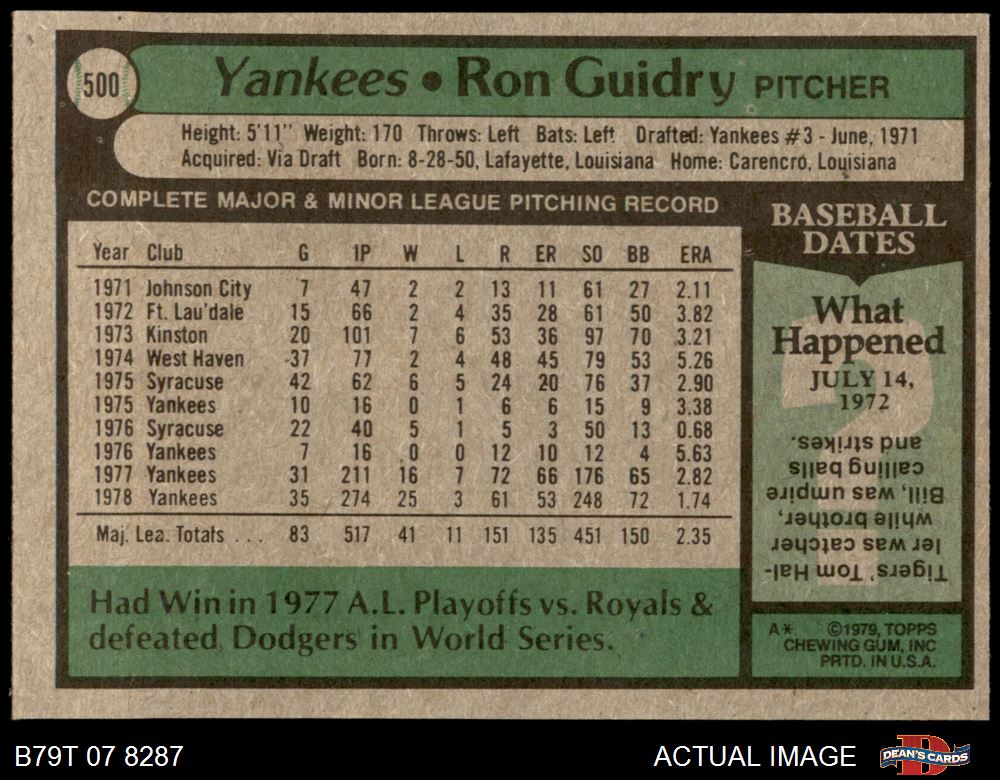 500
Yankees • Ron Guidry PITCHER
Height: 5'11" Weight: 170 Throws: Left Bats: Left Drafted: Yankees #3 - June, 1971
Acquired: Via Draft Born: 8-28-50, Lafayette, Louisiana Home: Carencro, Louisiana
COMPLETE MAJOR & MINOR LEAGUE PITCHING RECORD
Year Club G IP W L R ER SO BB ERA
1971 Johnson City 7 47 2 2 13 11 61 27 2.11
1972 Ft. Lau'dale 15 66 2 4 35 28 61 50 3.82
1973 Kinston 20 101 7 6 53 36 97 70 3.21
1974 West Haven 37 77 2 4 48 45 79 53 5.26
1975 Syracuse 42 62 6 5 24 20 76 37 2.90
1975 Yankees 10 16 0 1 6 6 15 9 3.38
1976 Syracuse 22 40 5 1 5 3 50 13 0.68
1976 Yankees 7 16 0 0 12 10 12 4 5.63
1977 Yankees 31 211 16 7 72 66 176 65 2.82
1978 Yankees 35 274 25 3 61 53 248 72 1.74
Maj. Lea. Totals . . . 83 517 41 11 151 135 451 150 2.35
Had Win in 1977 A.L. Playoffs vs. Royals &
defeated Dodgers in World Series.
BASEBALL
DATES
What
Happened
JULY 14,
1972
Tigers' Tom Hal-
ler was catcher
while brother,
Bill, was umpire
calling balls
and strikes.
A* ©1979, TOPPS
CHEWING GUM, INC
PRTD. IN U.S.A.
B79T 07 8287
ACTUAL IMAGE
D
DEAN'S CARDS